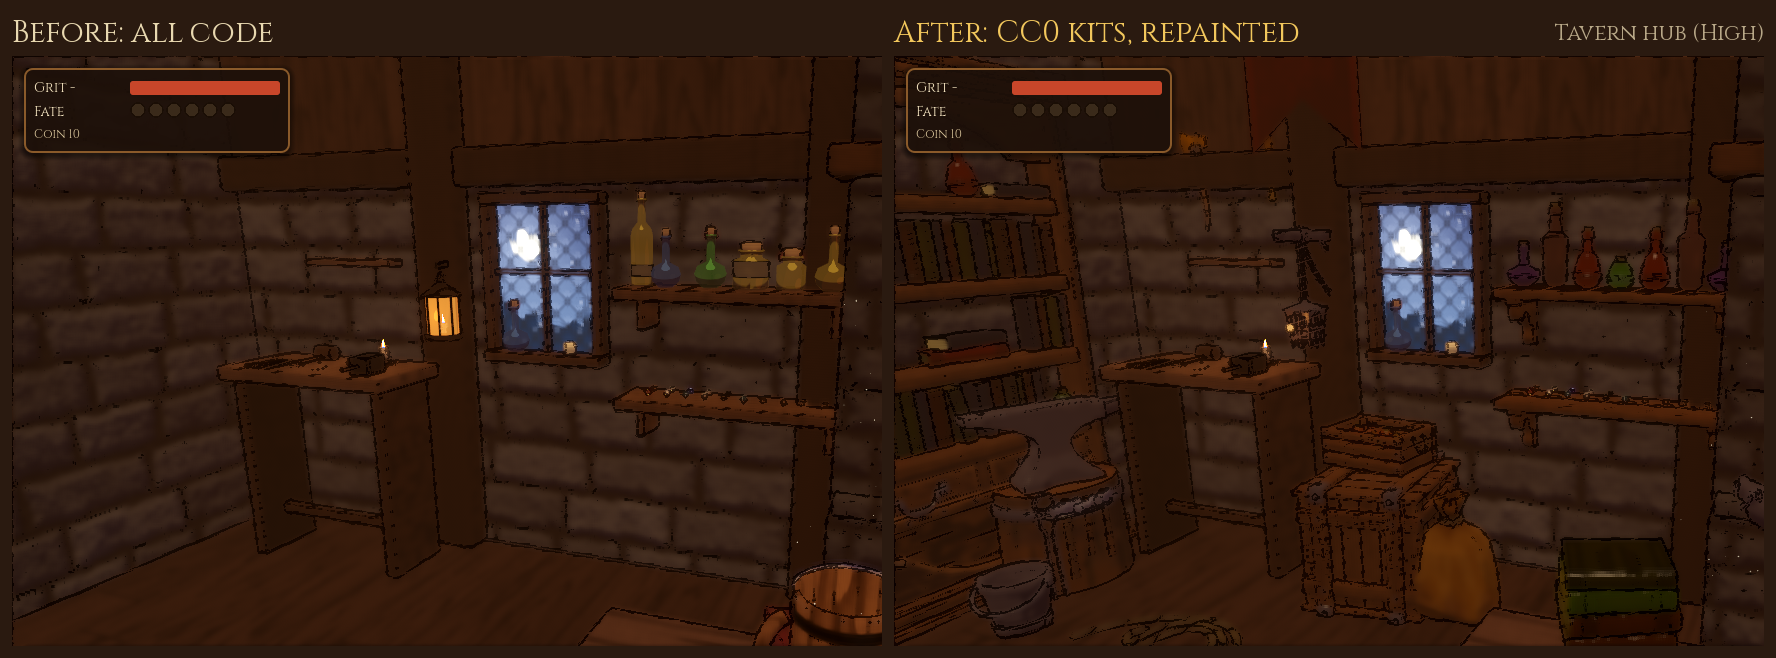 Before: all code
After: CC0 kits, repainted
Tavern hub (High)
Grit -
Fate
Coin 10
Grit -
Fate
Coin 10